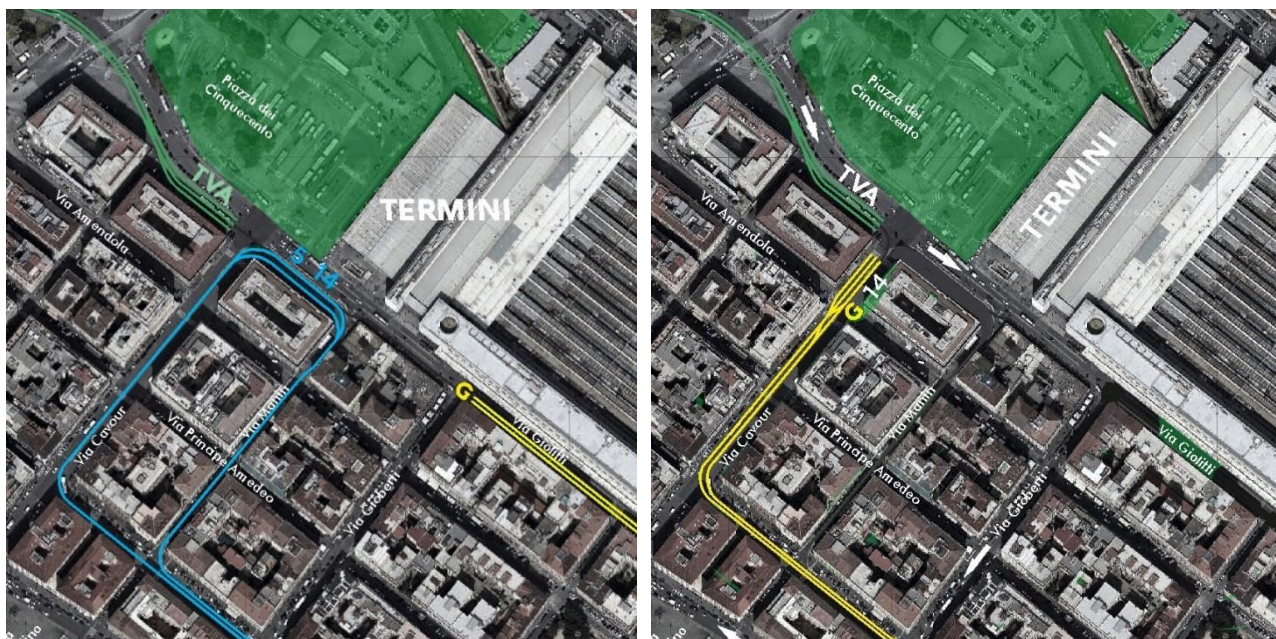 Piazza dei
Cinquecento
TVA
TERMINI
Via Amendola
5 14
G
Via Cavour
Via Manin
Via Principe
Amedeo
Via Giolitti
Via Gioberti
Piazza dei
Cinquecento
TVA
TERMINI
Via Amendola
G 14
Via Cavour
Via Manin
Via Principe
Amedeo
Via Giolitti
Via Gioberti
ino